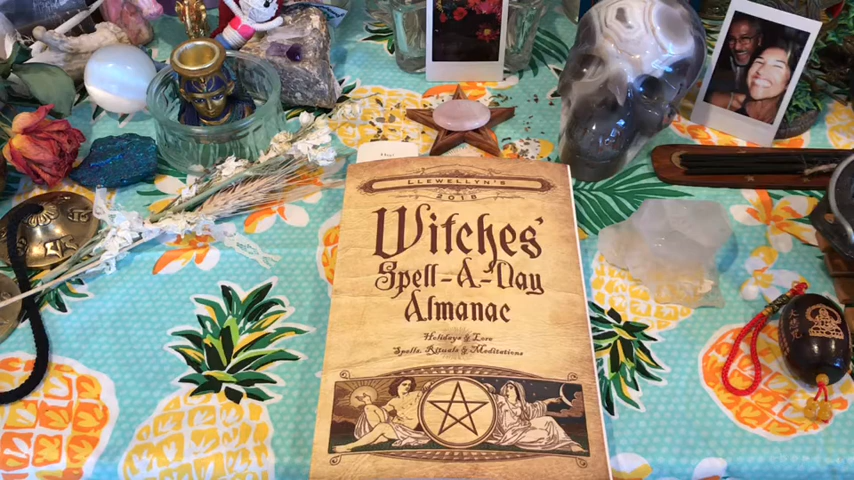 LLEWELLYN'S
2018
Witches'
Spell-A-Day
Almanac
Holidays & Lore
Spells, Rituals & Meditations